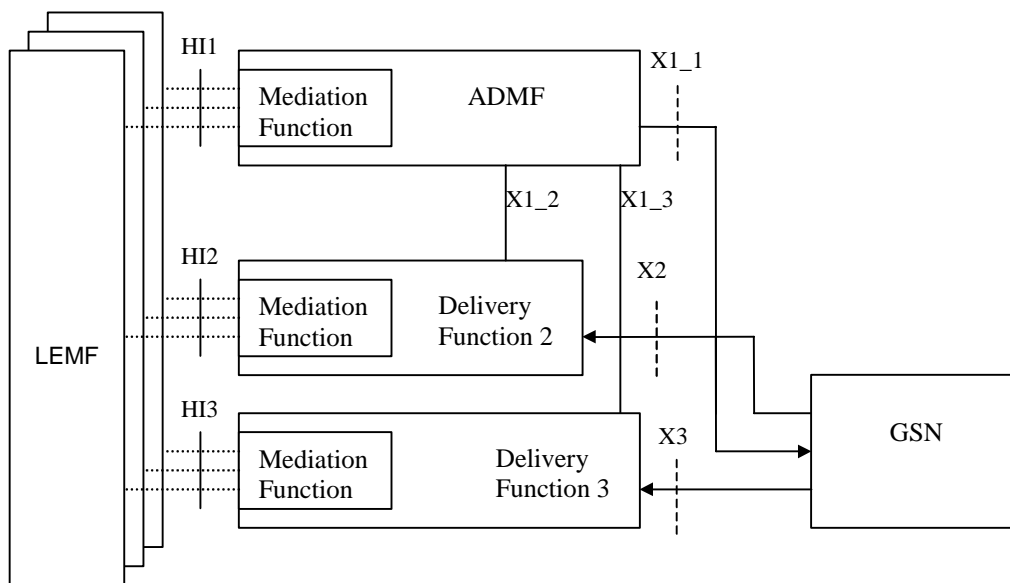 HI1
X1_1
Mediation
Function
ADMF
X1_2
X1_3
HI2
X2
Mediation
Function
Delivery
Function 2
LEMF
HI3
X3
GSN
Mediation
Function
Delivery
Function 3